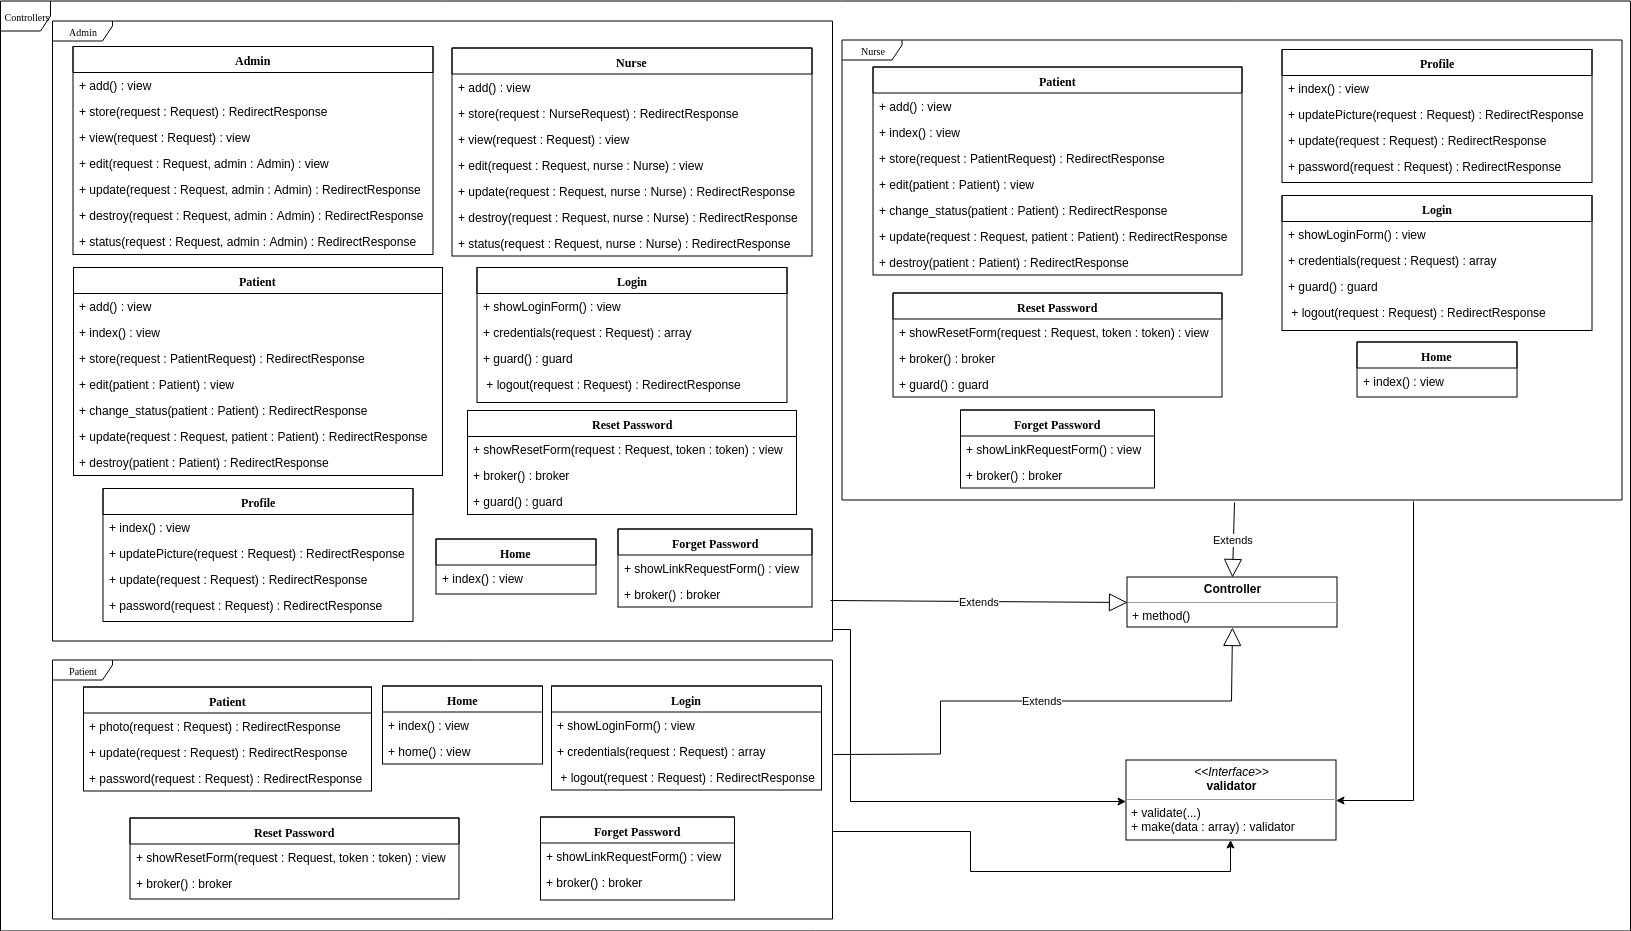 Controllers
Admin
Admin
+ add() : view
+ store(request : Request) : RedirectResponse
+ view(request : Request) : view
+ edit(request : Request, admin : Admin) : view
+ update(request : Request, admin : Admin) : RedirectResponse
+ destroy(request : Request, admin : Admin) : RedirectResponse
+ status(request : Request, admin : Admin) : RedirectResponse
Nurse
+ add() : view
+ store(request : NurseRequest) : RedirectResponse
+ view(request : Request) : view
+ edit(request : Request, nurse : Nurse) : view
+ update(request : Request, nurse : Nurse) : RedirectResponse
+ destroy(request : Request, nurse : Nurse) : RedirectResponse
+ status(request : Request, nurse : Nurse) : RedirectResponse
Patient
+ add() : view
+ index() : view
+ store(request : PatientRequest) : RedirectResponse
+ edit(patient : Patient) : view
+ change_status(patient : Patient) : RedirectResponse
+ update(request : Request, patient : Patient) : RedirectResponse
+ destroy(patient : Patient) : RedirectResponse
Login
+ showLoginForm() : view
+ credentials(request : Request) : array
+ guard() : guard
+ logout(request : Request) : RedirectResponse
Reset Password
+ showResetForm(request : Request, token : token) : view
+ broker() : broker
+ guard() : guard
Profile
+ index() : view
+ updatePicture(request : Request) : RedirectResponse
+ update(request : Request) : RedirectResponse
+ password(request : Request) : RedirectResponse
Home
+ index() : view
Forget Password
+ showLinkRequestForm() : view
+ broker() : broker
Nurse
Patient
+ add() : view
+ index() : view
+ store(request : PatientRequest) : RedirectResponse
+ edit(patient : Patient) : view
+ change_status(patient : Patient) : RedirectResponse
+ update(request : Request, patient : Patient) : RedirectResponse
+ destroy(patient : Patient) : RedirectResponse
Profile
+ index() : view
+ updatePicture(request : Request) : RedirectResponse
+ update(request : Request) : RedirectResponse
+ password(request : Request) : RedirectResponse
Login
+ showLoginForm() : view
+ credentials(request : Request) : array
+ guard() : guard
+ logout(request : Request) : RedirectResponse
Reset Password
+ showResetForm(request : Request, token : token) : view
+ broker() : broker
+ guard() : guard
Home
+ index() : view
Forget Password
+ showLinkRequestForm() : view
+ broker() : broker
Extends
Extends
Controller
+ method()
Extends
Patient
Patient
+ photo(request : Request) : RedirectResponse
+ update(request : Request) : RedirectResponse
+ password(request : Request) : RedirectResponse
Home
+ index() : view
+ home() : view
Login
+ showLoginForm() : view
+ credentials(request : Request) : array
+ logout(request : Request) : RedirectResponse
Reset Password
+ showResetForm(request : Request, token : token) : view
+ broker() : broker
Forget Password
+ showLinkRequestForm() : view
+ broker() : broker
<<Interface>>
validator
+ validate(...)
+ make(data : array) : validator